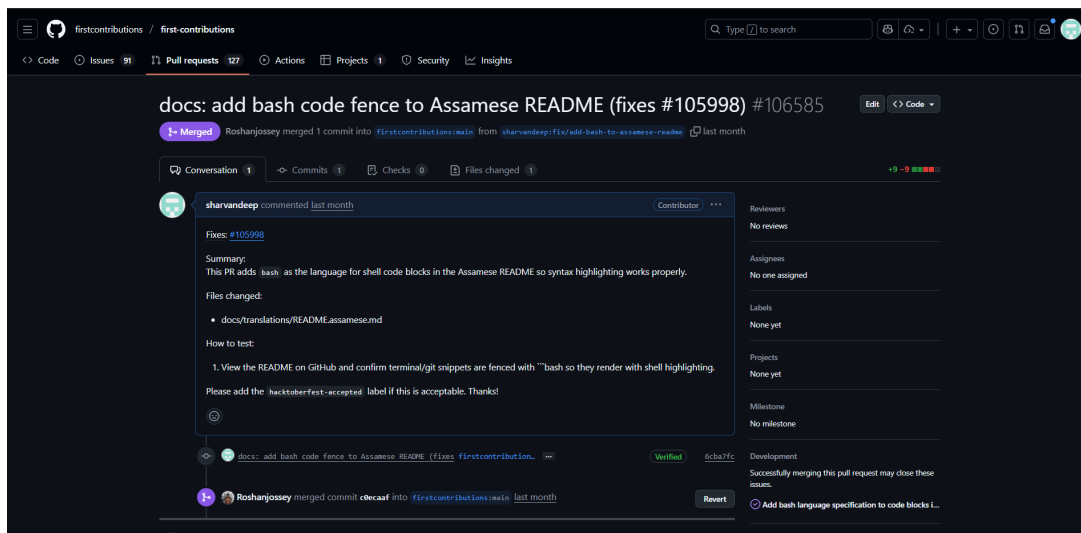 firstcontributions / first-contributions
Type / to search
Code
Issues 91
Pull requests 127
Actions
Projects 1
Security
Insights
docs: add bash code fence to Assamese README (fixes #105998) #106585
Edit
Code
Merged Roshanjossey merged 1 commit into firstcontributions:main from sharvandeep:fix/add-bash-to-assamese-readme last month
Conversation 1
Commits 1
Checks 0
Files changed 1
+9 −9
sharvandeep commented last month
Contributor
Fixes: #105998
Summary:
This PR adds bash as the language for shell code blocks in the Assamese README so syntax highlighting works properly.
Files changed:
• docs/translations/README.assamese.md
How to test:
1. View the README on GitHub and confirm terminal/git snippets are fenced with ```bash so they render with shell highlighting.
Please add the hacktoberfest-accepted label if this is acceptable. Thanks!
docs: add bash code fence to Assamese README (fixes firstcontribution…
Verified
6cba7fc
Roshanjossey merged commit c0ecaaf into firstcontributions:main last month
Revert
Reviewers
No reviews
Assignees
No one assigned
Labels
None yet
Projects
None yet
Milestone
No milestone
Development
Successfully merging this pull request may close these
issues.
Add bash language specification to code blocks i...